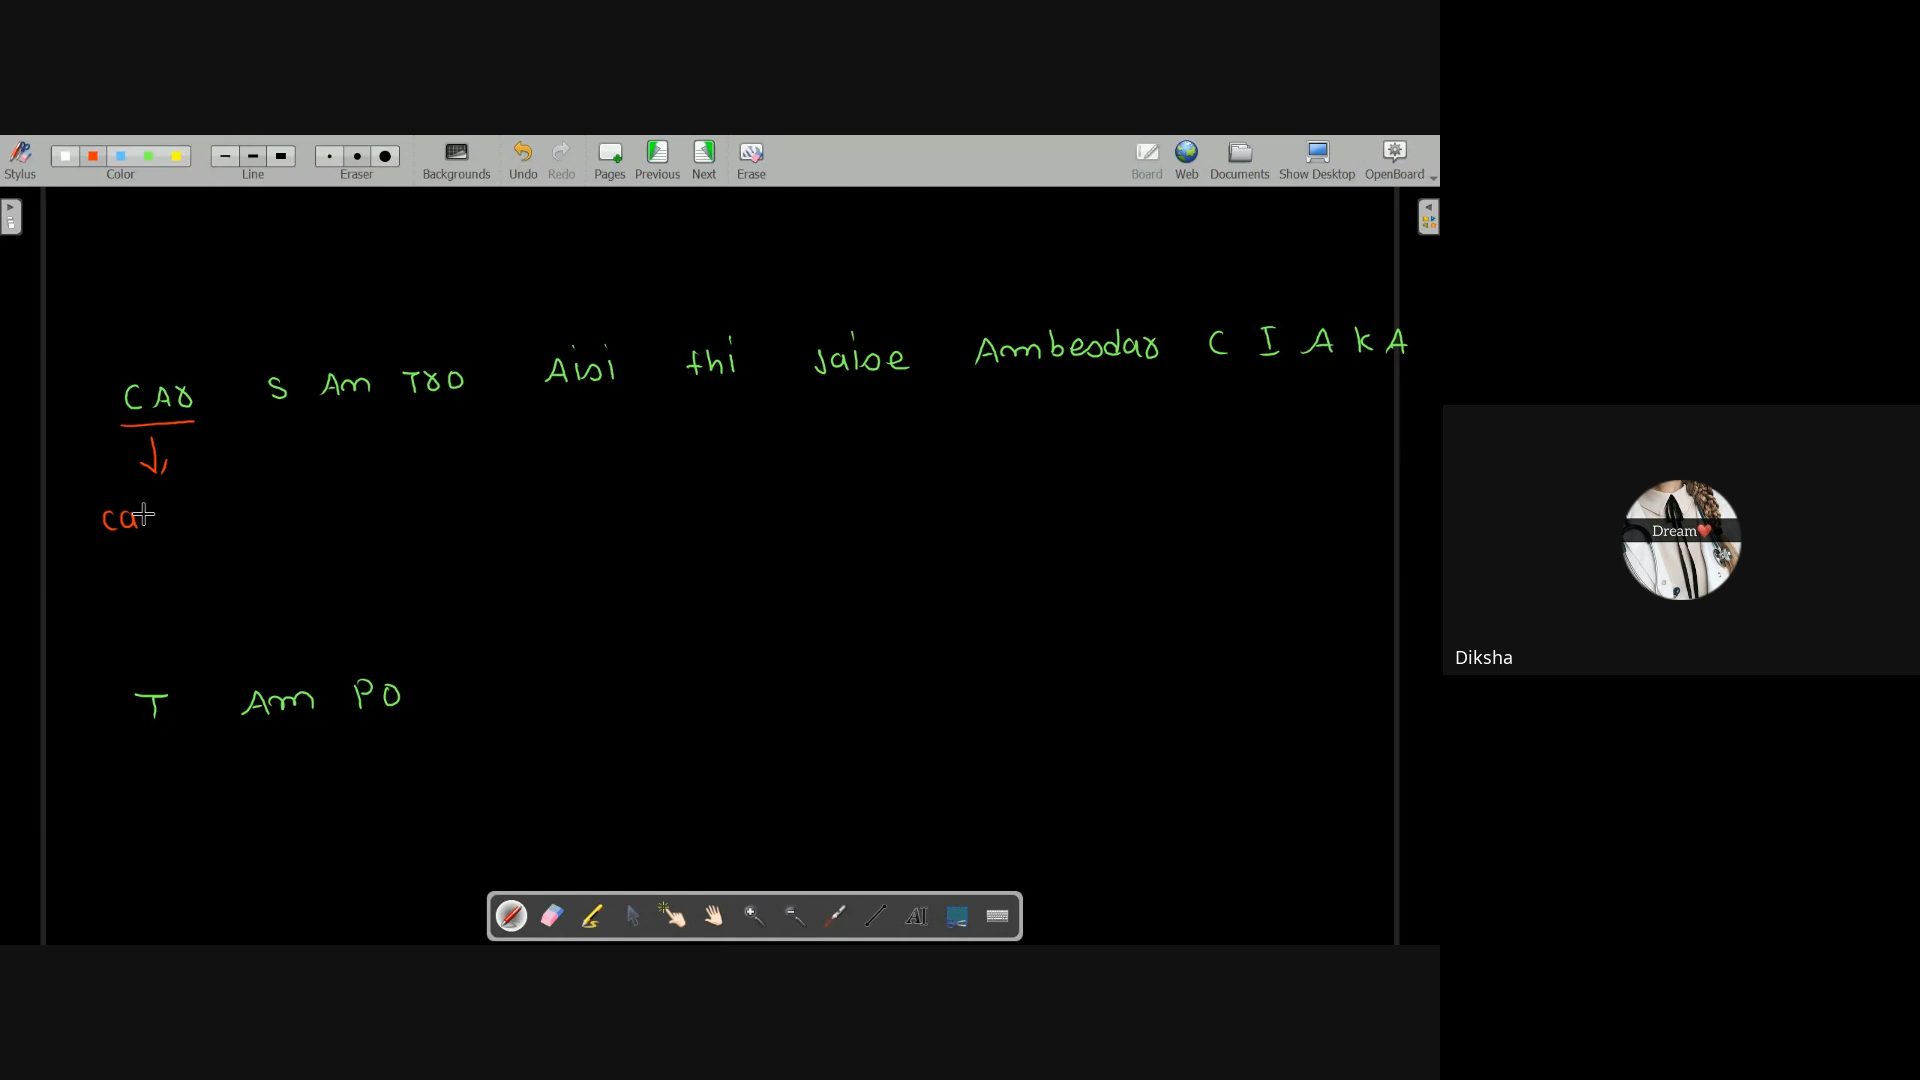 Stylus Color Line Eraser Backgrounds Undo Redo Pages Previous Next Erase Board Web Documents Show Desktop OpenBoard
CAr S Am Tro Aisi thi Jaise Ambesdar C I A K A
ca
T Am PO
Dream❤️
Diksha